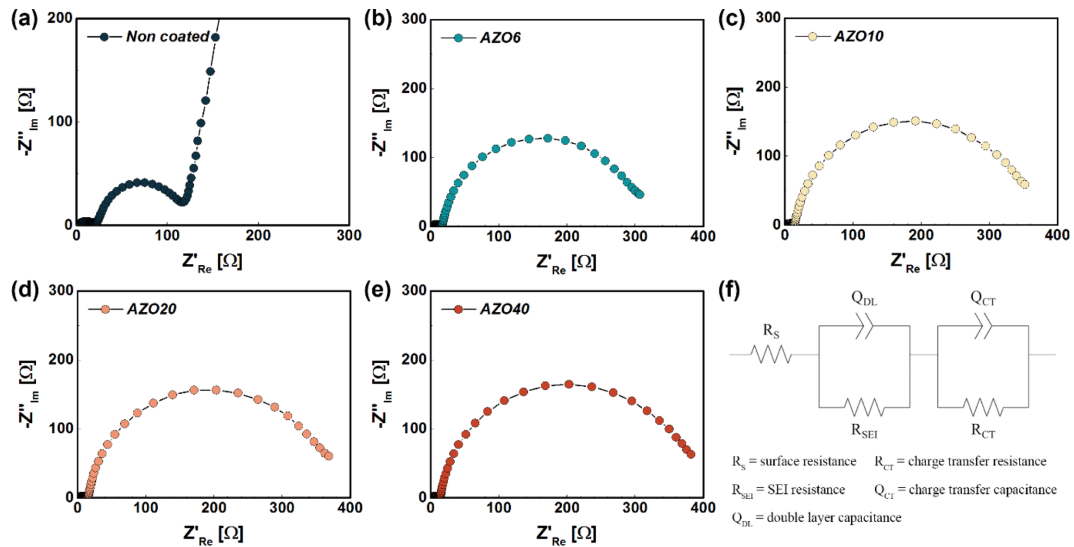 (a)
Non coated
200
150
100
50
0
0
100
200
300
-Z''Im [Ω]
Z'Re [Ω]
(b)
AZO6
300
200
100
0
0
100
200
300
400
-Z''Im [Ω]
Z'Re [Ω]
(c)
AZO10
300
200
100
0
0
100
200
300
400
-Z''Im [Ω]
Z'Re [Ω]
(d)
AZO20
300
200
100
0
0
100
200
300
400
-Z''Im [Ω]
Z'Re [Ω]
(e)
AZO40
300
200
100
0
0
100
200
300
400
-Z''Im [Ω]
Z'Re [Ω]
(f)
QDL
QCT
RS
RSEI
RCT
RS = surface resistance RCT = charge transfer resistance
RSEI = SEI resistance QCT = charge transfer capacitance
QDL = double layer capacitance